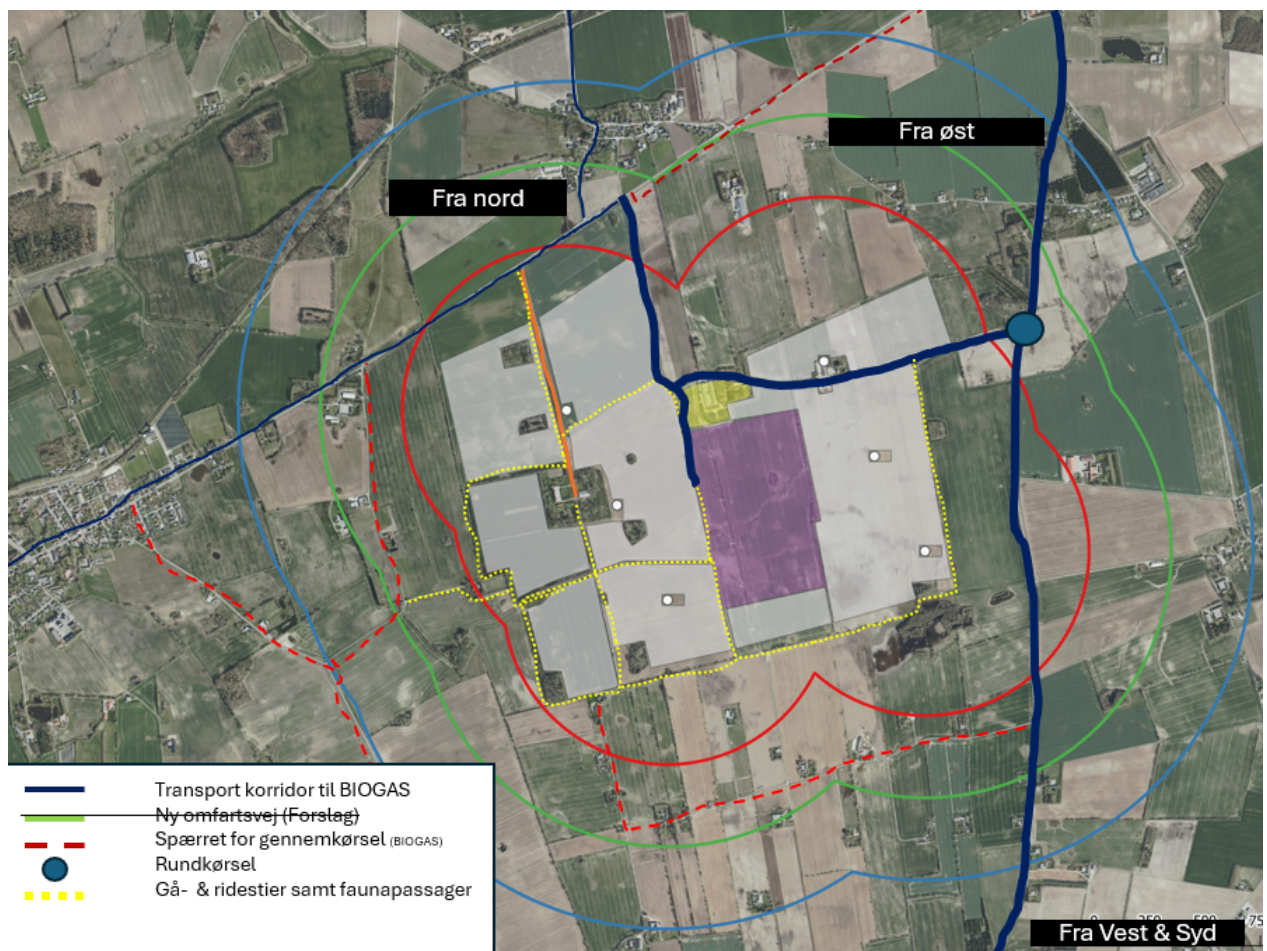 Fra øst
Fra nord
Transport korridor til BIOGAS
Ny omfartsvej (Forslag)
Spærret for gennemkørsel (BIOGAS)
Rundkørsel
Gå- & ridestier samt faunapassager
Fra Vest & Syd